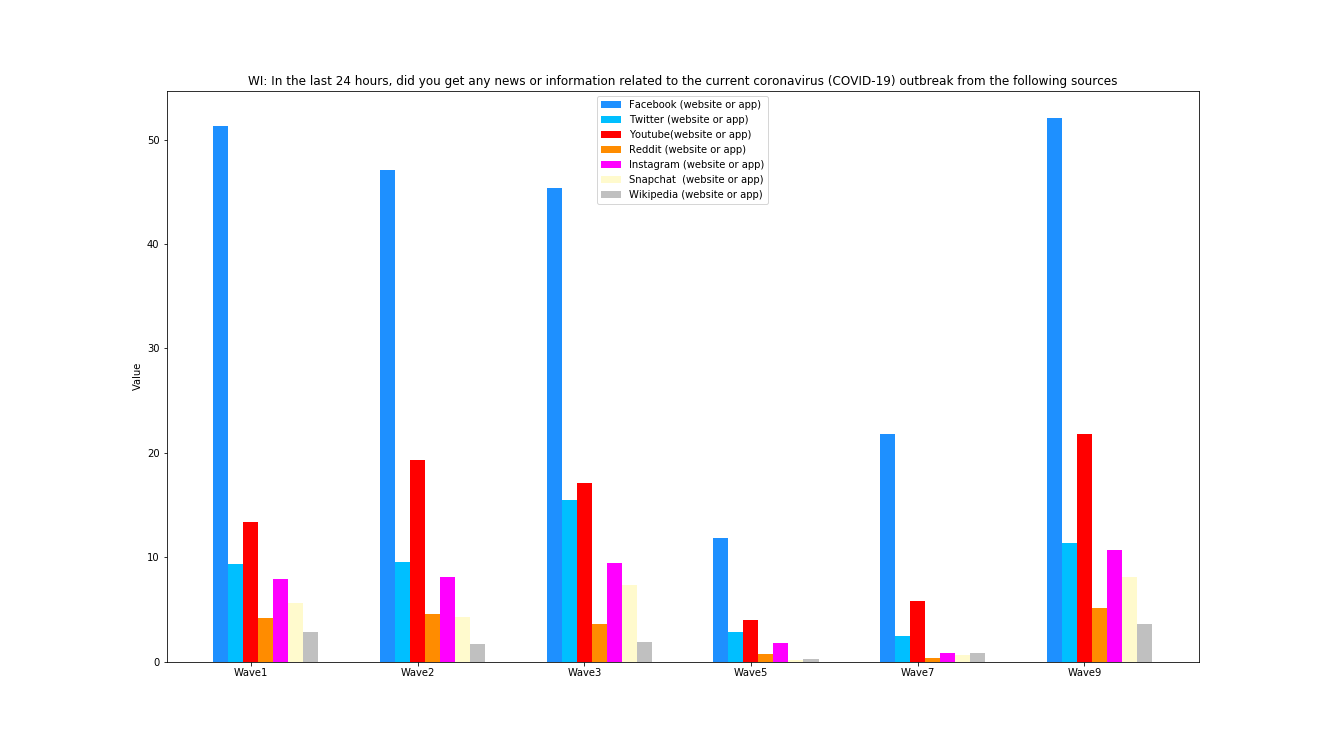 WI: In the last 24 hours, did you get any news or information related to the current coronavirus (COVID-19) outbreak from the following sources
Facebook (website or app)
Twitter (website or app)
Youtube(website or app)
Reddit (website or app)
Instagram (website or app)
Snapchat  (website or app)
Wikipedia (website or app)
50
40
30
Value
20
10
0
Wave1 Wave2 Wave3 Wave5 Wave7 Wave9